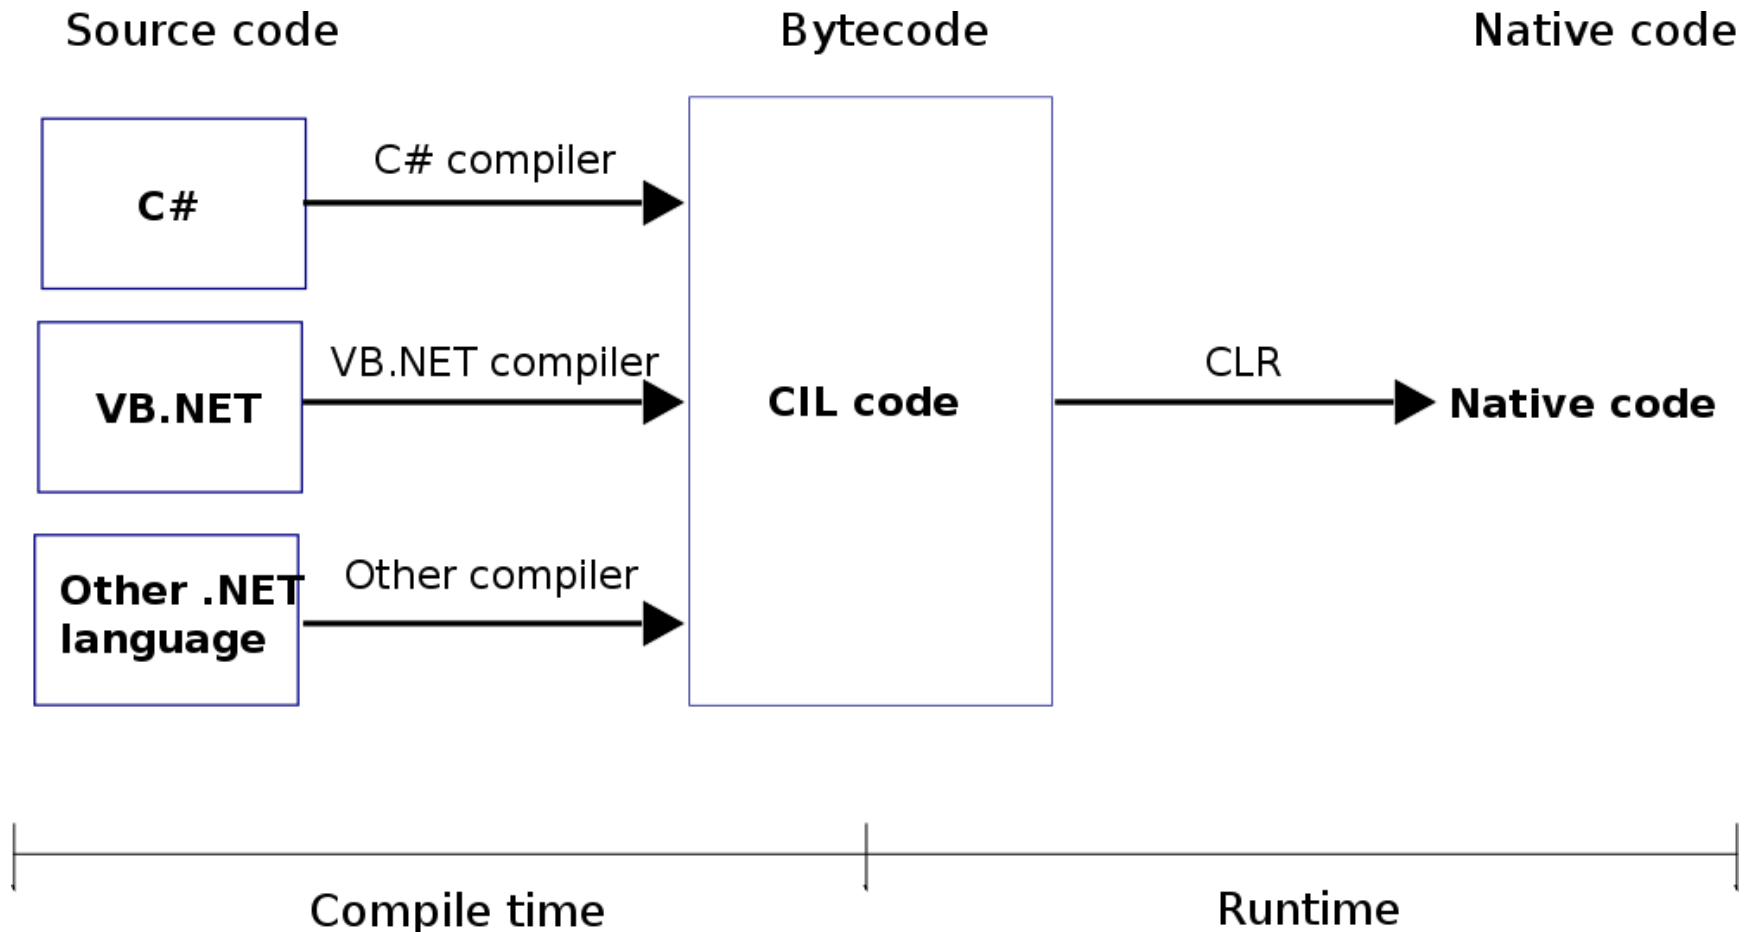 Source code
Bytecode
Native code
C#
C# compiler
VB.NET
VB.NET compiler
Other .NET
language
Other compiler
CIL code
CLR
Native code
Compile time
Runtime